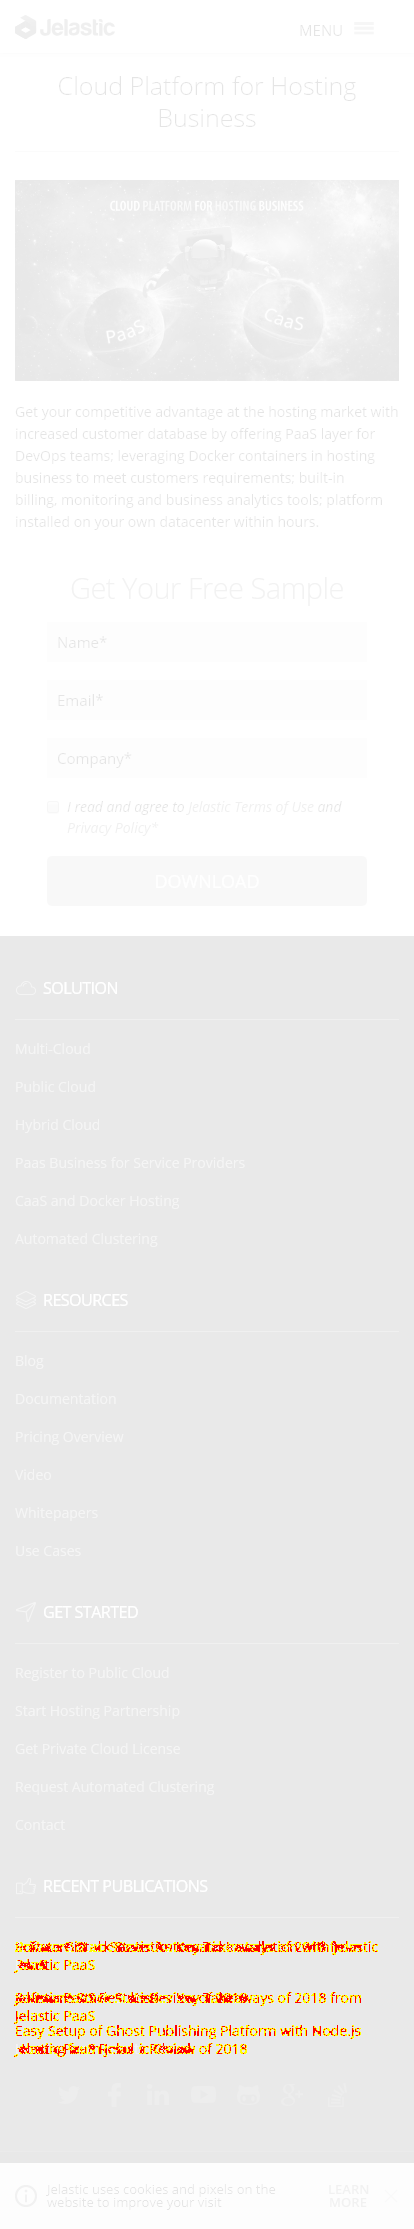 Jelastic
MENU
Cloud Platform for Hosting
Business
CLOUD PLATFORM FOR HOSTING BUSINESS
PaaS
CaaS
Get your competitive advantage at the hosting market with
increased customer database by offering PaaS layer for
DevOps teams; leveraging Docker containers in hosting
business to meet customers requirements; built-in
billing, monitoring and business analytics tools; platform
installed on your own datacenter within hours.
Get Your Free Sample
Name*
Email*
Company*
I read and agree to Jelastic Terms of Use and
Privacy Policy*
DOWNLOAD
SOLUTION
Multi-Cloud
Public Cloud
Hybrid Cloud
Paas Business for Service Providers
CaaS and Docker Hosting
Automated Clustering
RESOURCES
Blog
Documentation
Pricing Overview
Video
Whitepapers
Use Cases
GET STARTED
Register to Public Cloud
Start Hosting Partnership
Get Private Cloud License
Request Automated Clustering
Contact
RECENT PUBLICATIONS
Jelastic
PaaS
of 2018 from
Jelastic PaaS
Easy Setup of Ghost Publishing Platform with Node.js
of 2018
Jelastic uses cookies and pixels on the
website to improve your visit
LEARN
MORE